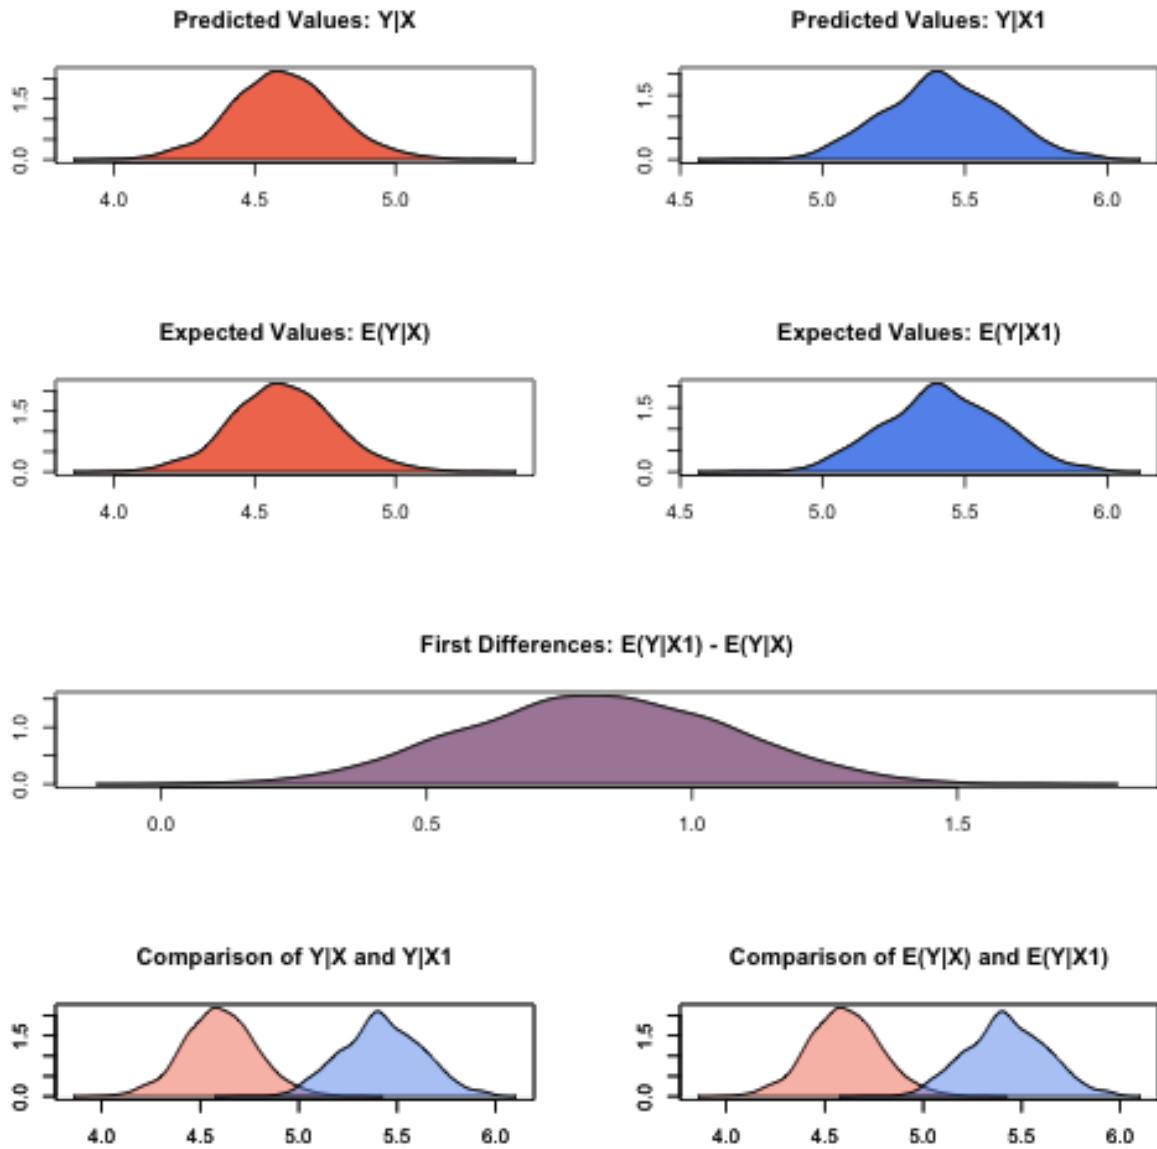 Predicted Values: Y|X
Predicted Values: Y|X1
1.5
0.0
4.0 4.5 5.0
1.5
0.0
4.5 5.0 5.5 6.0
Expected Values: E(Y|X)
Expected Values: E(Y|X1)
1.5
0.0
4.0 4.5 5.0
1.5
0.0
4.5 5.0 5.5 6.0
First Differences: E(Y|X1) - E(Y|X)
1.0
0.0
0.0 0.5 1.0 1.5
Comparison of Y|X and Y|X1
Comparison of E(Y|X) and E(Y|X1)
1.5
0.0
4.0 4.5 5.0 5.5 6.0
1.5
0.0
4.0 4.5 5.0 5.5 6.0